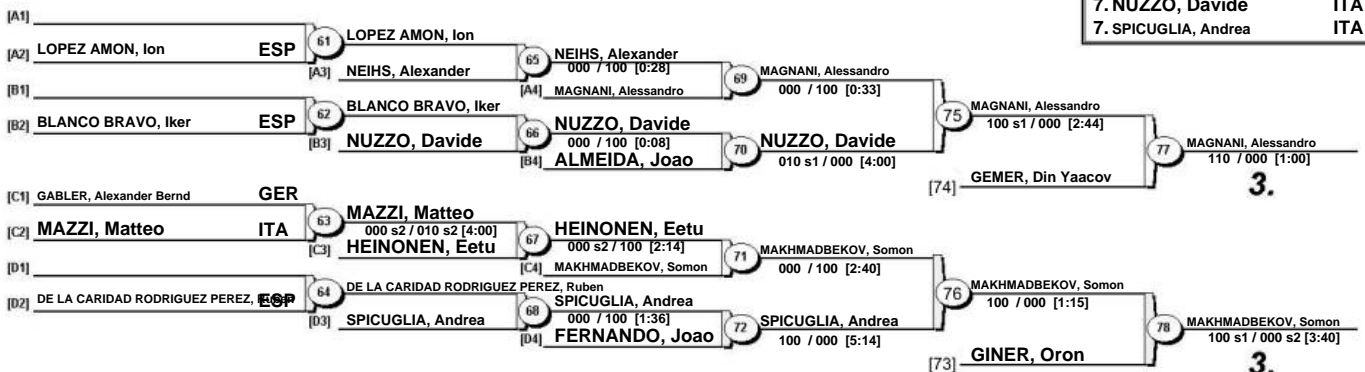 7. NUZZO, Davide ITA
7. SPICUGLIA, Andrea ITA
[A1]
[A2] LOPEZ AMON, Ion ESP
61 LOPEZ AMON, Ion
[A3] NEIHS, Alexander
65 NEIHS, Alexander
000 / 100 [0:28]
[A4] MAGNANI, Alessandro
69 MAGNANI, Alessandro
000 / 100 [0:33]
[B1]
[B2] BLANCO BRAVO, Iker ESP
62 BLANCO BRAVO, Iker
[B3] NUZZO, Davide
66 NUZZO, Davide
000 / 100 [0:08]
[B4] ALMEIDA, Joao
70 NUZZO, Davide
010 s1 / 000 [4:00]
75 MAGNANI, Alessandro
100 s1 / 000 [2:44]
[74] GEMER, Din Yaacov
77 MAGNANI, Alessandro
110 / 000 [1:00]
3.
[C1] GABLER, Alexander Bernd GER
[C2] MAZZI, Matteo ITA
63 MAZZI, Matteo
000 s2 / 010 s2 [4:00]
[C3] HEINONEN, Eetu
67 HEINONEN, Eetu
000 s2 / 100 [2:14]
[C4] MAKHMADBEKOV, Somon
71 MAKHMADBEKOV, Somon
000 / 100 [2:40]
[D1]
[D2] DE LA CARIDAD RODRIGUEZ PEREZ, Ruben ESP
64 DE LA CARIDAD RODRIGUEZ PEREZ, Ruben
[D3] SPICUGLIA, Andrea
68 SPICUGLIA, Andrea
000 / 100 [1:36]
[D4] FERNANDO, Joao
72 SPICUGLIA, Andrea
100 / 000 [5:14]
76 MAKHMADBEKOV, Somon
100 / 000 [1:15]
[73] GINER, Oron
78 MAKHMADBEKOV, Somon
100 s1 / 000 s2 [3:40]
3.